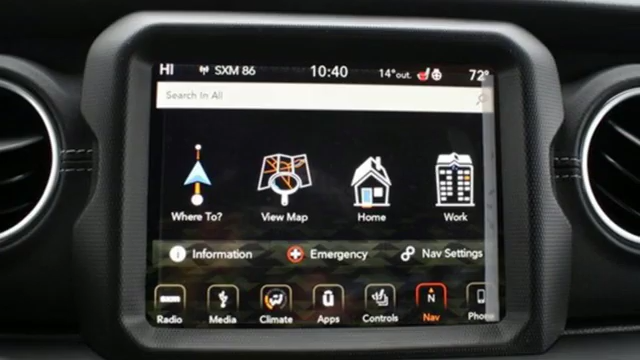 HI SXM 86 10:40 14°out. 72°
Search In All
Where To? View Map Home Work
Information Emergency Nav Settings
N
Radio Media Climate Apps Controls Nav Phone